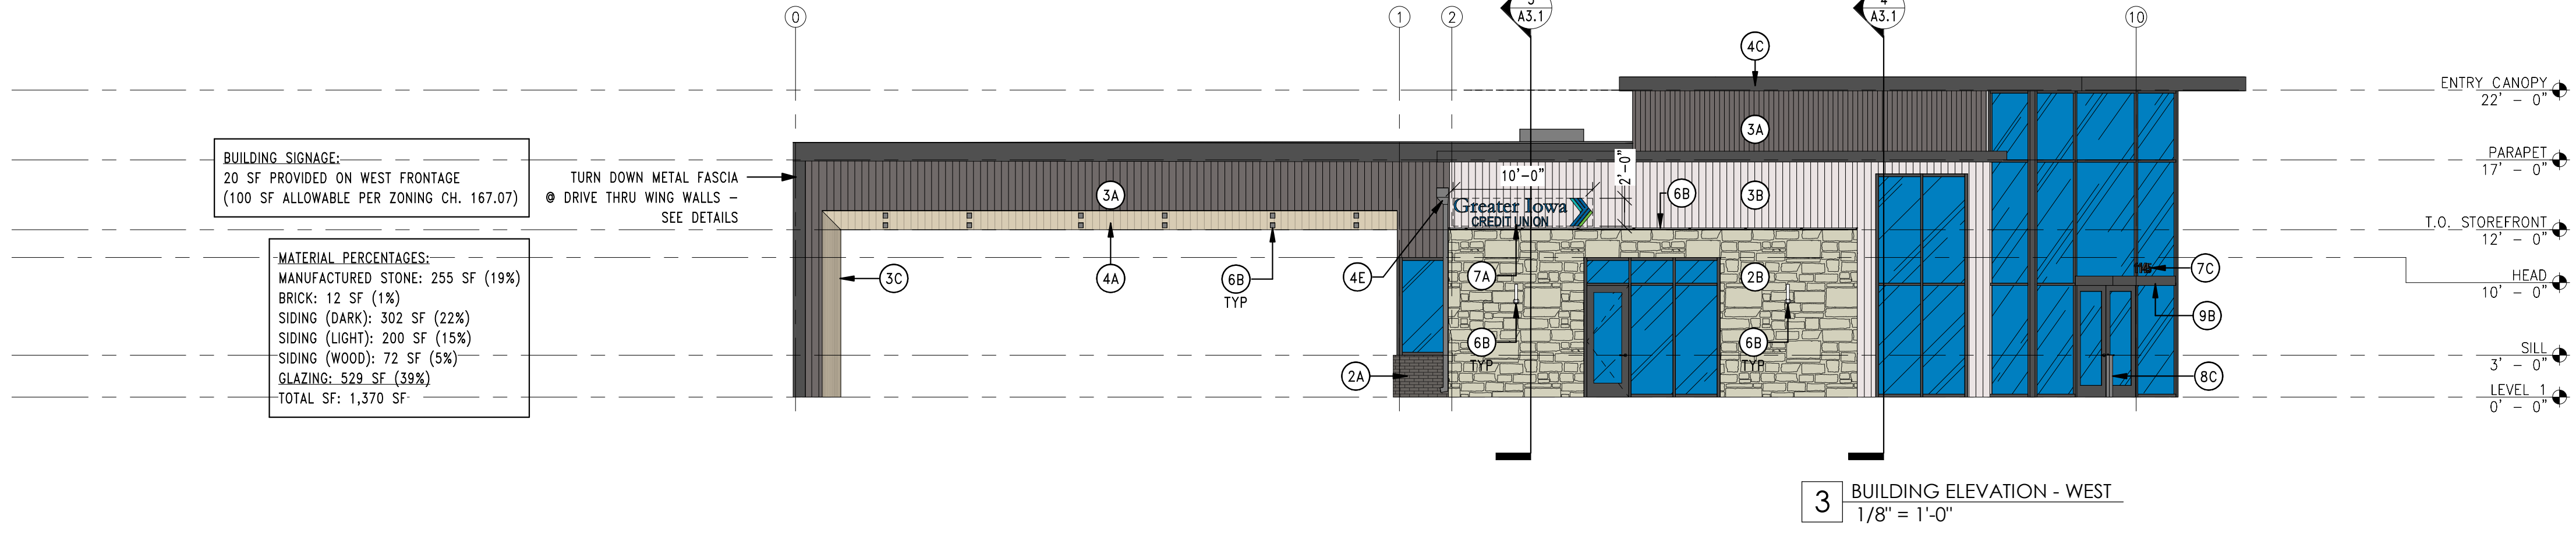 0
1
2
3
A3.1
4
A3.1
10
4C
ENTRY CANOPY
22' - 0"
BUILDING SIGNAGE:
20 SF PROVIDED ON WEST FRONTAGE
(100 SF ALLOWABLE PER ZONING CH. 167.07)
TURN DOWN METAL FASCIA
@ DRIVE THRU WING WALLS -
SEE DETAILS
3A
3A
PARAPET
17' - 0"
10'-0"
2'-0"
6B
3B
Greater Iowa
CREDIT UNION
T.O. STOREFRONT
12' - 0"
MATERIAL PERCENTAGES:
MANUFACTURED STONE: 255 SF (19%)
BRICK: 12 SF (1%)
SIDING (DARK): 302 SF (22%)
SIDING (LIGHT): 200 SF (15%)
SIDING (WOOD): 72 SF (5%)
GLAZING: 529 SF (39%)
TOTAL SF: 1,370 SF
3C
4A
6B
TYP
4E
7A
2B
7C
HEAD
10' - 0"
9B
6B
TYP
6B
TYP
SILL
3' - 0"
2A
8C
LEVEL 1
0' - 0"
3
BUILDING ELEVATION - WEST
1/8" = 1'-0"